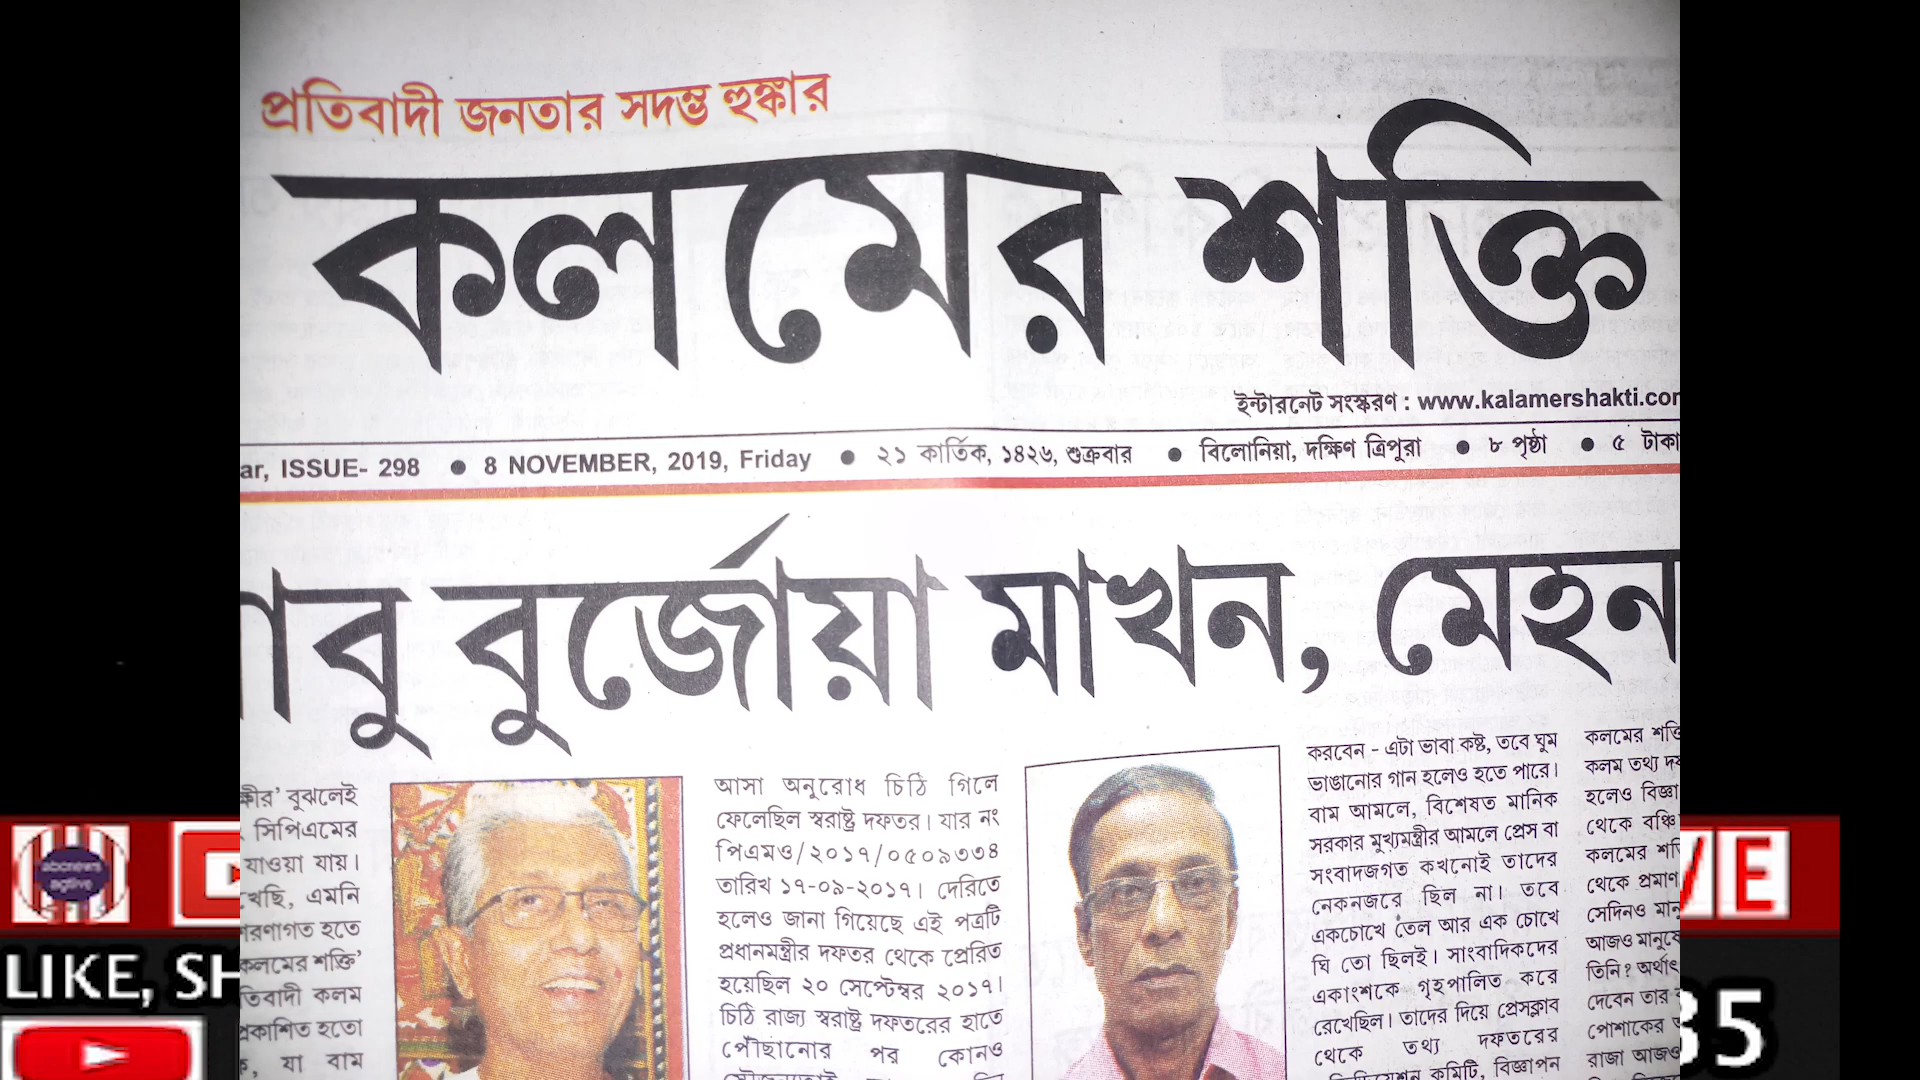 প্রতিবাদী জনতার সদম্ভ হুঙ্কার
কলমের শক্তি
ইন্টারনেট সংস্করণ : www.kalamershakti.com
ar, ISSUE- 298 ● 8 NOVEMBER, 2019, Friday ● ২১ কার্তিক, ১৪২৬, শুক্রবার ● বিলোনিয়া, দক্ষিণ ত্রিপুরা ● ৮ পৃষ্ঠা ● ৫ টাকা
বু বুর্জোয়া মাখন, মেহন
বুঝলেই
সিপিএমের
যাওয়া যায়।
এমনি
হতে
কলমের শক্তি'
কলম
প্রকাশিত হতো
যা বাম
আসা অনুরোধ চিঠি গিলে
ফেলেছিল স্বরাষ্ট্র দফতর। যার নং
পিএমও/২০১৭/০৫০৯৩৩৪
তারিখ ১৭-০৯-২০১৭। দেরিতে
হলেও জানা গিয়েছে এই পত্রটি
প্রধানমন্ত্রীর দফতর থেকে প্রেরিত
হয়েছিল ২০ সেপ্টেম্বর ২০১৭।
চিঠি রাজ্য স্বরাষ্ট্র দফতরের হাতে
পৌঁছানোর পর কোনও
করবেন - এটা ভাবা কষ্ট, তবে ঘুম
ভাঙানোর গান হলেও হতে পারে।
বাম আমলে, বিশেষত মানিক
সরকার মুখ্যমন্ত্রীর আমলে প্রেস বা
সংবাদজগত কখনোই তাদের
নেকনজরে ছিল না। তবে
একচোখে তেল আর এক চোখে
ঘি তো ছিলই। সাংবাদিকদের
একাংশকে গৃহপালিত করে
রেখেছিল। তাদের দিয়ে প্রেসক্লাব
থেকে তথ্য দফতরের
কমিটি, বিজ্ঞাপন
কলমের শক্তি
কলম তথ্য
হলেও
থেকে
কলমের
থেকে প্রমাণ
সেদিনও
আজও
তিনি? অর্থাৎ
দেবেন তার
পোশাকের
রাজা আজও
abcnews
agtlive
LIKE, SH
VE
35